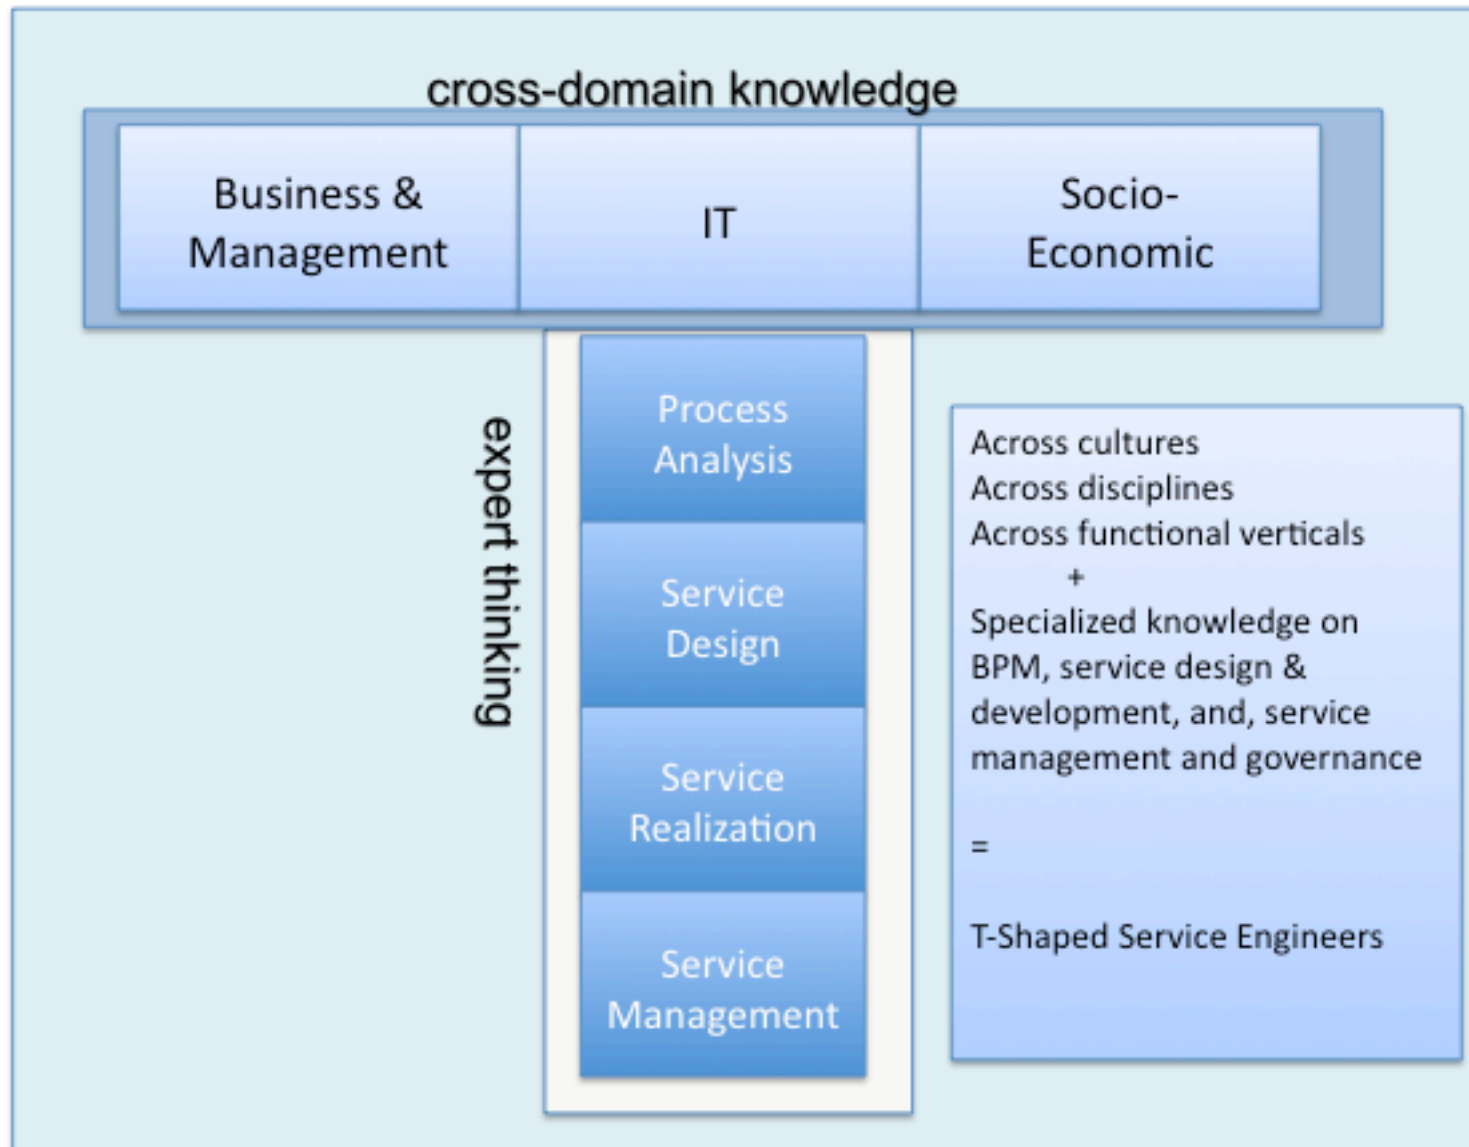 cross-domain knowledge
Business &
Management
IT
Socio-
Economic
expert thinking
Process
Analysis
Service
Design
Service
Realization
Service
Management
Across cultures
Across disciplines
Across functional verticals
+
Specialized knowledge on
BPM, service design &
development, and, service
management and governance
=
T-Shaped Service Engineers